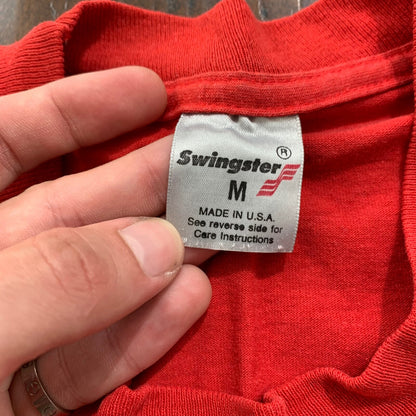 Swingster ®
M
MADE IN U.S.A.
See reverse side for
Care Instructions